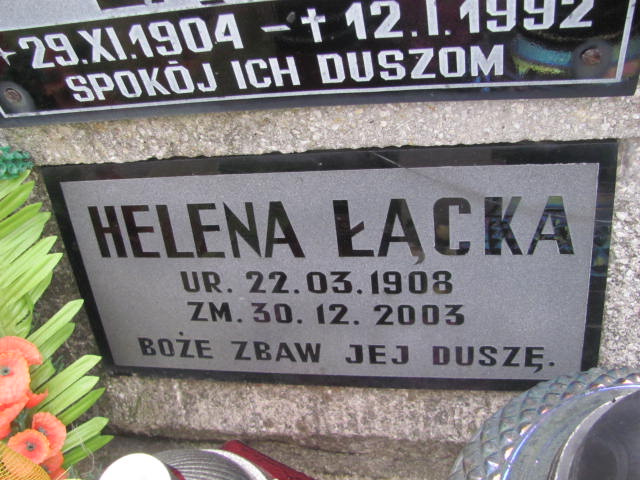 29.XI.1904 – † 12.I.1992
SPOKÓJ ICH DUSZOM
HELENA ŁĄCKA
UR. 22.03.1908
ZM. 30.12.2003
BOŻE ZBAW JEJ DUSZĘ.